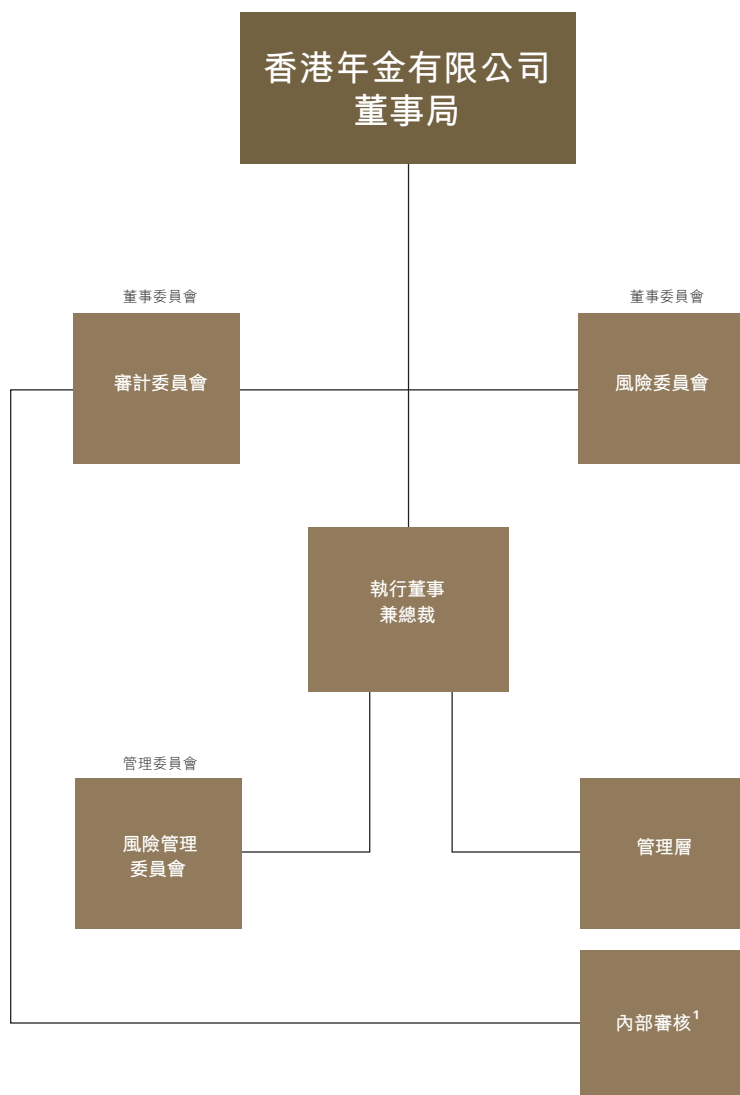 香港年金有限公司
董事局
董事委員會
董事委員會
審計委員會
風險委員會
執行董事
兼總裁
管理委員會
風險管理
委員會
管理層
內部審核¹